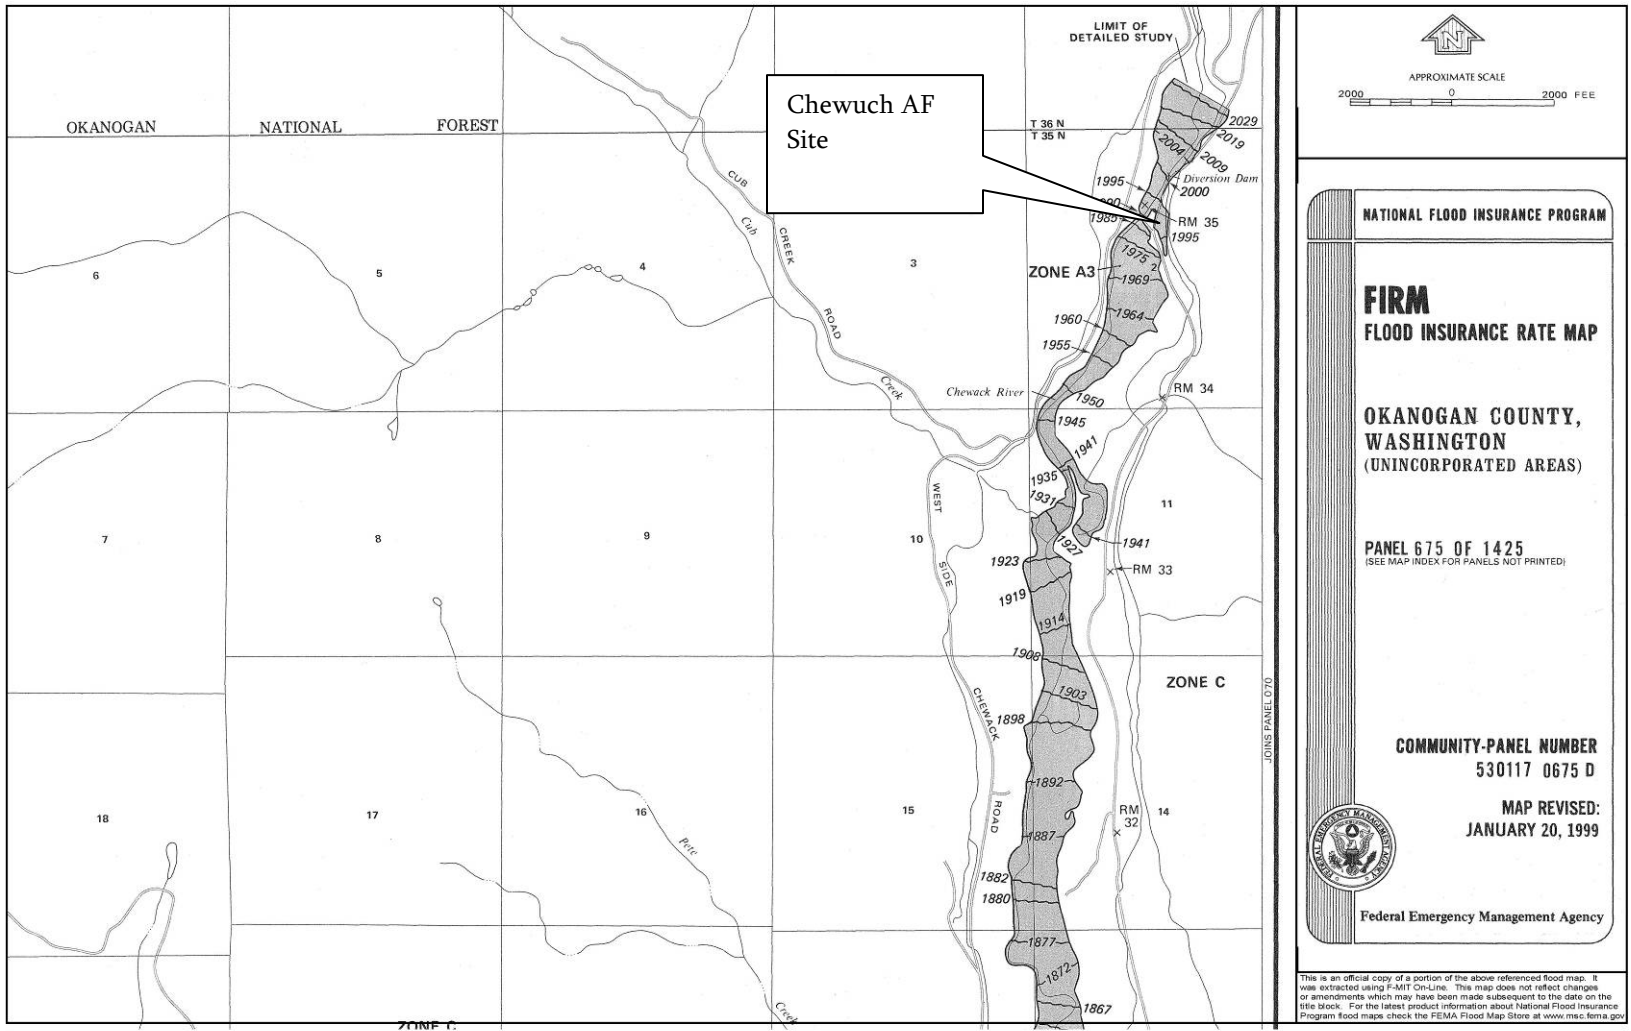 LIMIT OF
DETAILED STUDY
Chewuch AF
Site
OKANOGAN NATIONAL FOREST
T 36 N
T 35 N
2029
2019
2004
2009
Diversion Dam
2000
1995
1985
RM 35
1995
1975
2
ZONE A3
1969
1964
1960
1955
CUB
CREEK
ROAD
Cub
Creek
6
5
4
3
Chewack River
RM 34
1950
1945
1941
1935
1931
1927
1941
WEST
SIDE
CHEWACK
ROAD
11
7
8
9
10
1923
RM 33
1919
1914
1908
1903
ZONE C
1898
1892
1887
RM
32
14
18
17
16
15
Pete
Creek
1882
1880
1877
1872
1867
ZONE C
JOINS PANEL 070
N
APPROXIMATE SCALE
2000 0 2000 FEE
NATIONAL FLOOD INSURANCE PROGRAM
FIRM
FLOOD INSURANCE RATE MAP
OKANOGAN COUNTY,
WASHINGTON
(UNINCORPORATED AREAS)
PANEL 675 OF 1425
(SEE MAP INDEX FOR PANELS NOT PRINTED)
COMMUNITY-PANEL NUMBER
530117 0675 D
MAP REVISED:
JANUARY 20, 1999
FEDERAL EMERGENCY MANAGEMENT AGENCY
Federal Emergency Management Agency
This is an official copy of a portion of the above referenced flood map. It
was extracted using F-MIT On-Line. This map does not reflect changes
or amendments which may have been made subsequent to the date on the
title block. For the latest product information about National Flood Insurance
Program flood maps check the FEMA Flood Map Store at www.msc.fema.gov